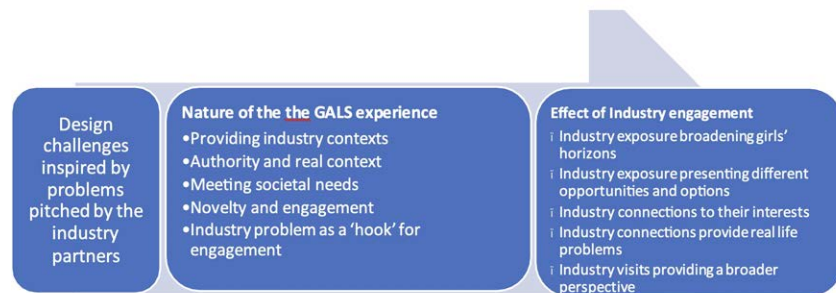 Design
challenges
inspired by
problems
pitched by the
industry
partners
Nature of the the GALS experience
•Providing industry contexts
•Authority and real context
•Meeting societal needs
•Novelty and engagement
•Industry problem as a ‘hook’ for
engagement
Effect of Industry engagement
ï Industry exposure broadening girls’
horizons
ï Industry exposure presenting different
opportunities and options
ï Industry connections to their interests
ï Industry connections provide real life
problems
ï Industry visits providing a broader
perspective